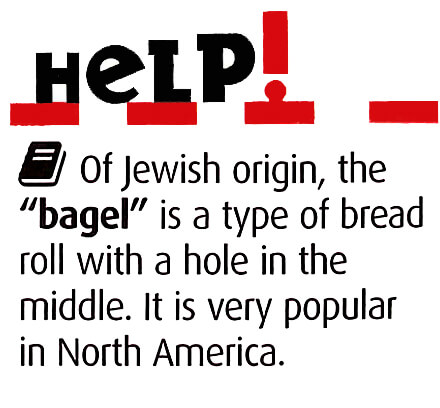 HeLP!
Of Jewish origin, the
“bagel” is a type of bread
roll with a hole in the
middle. It is very popular
in North America.